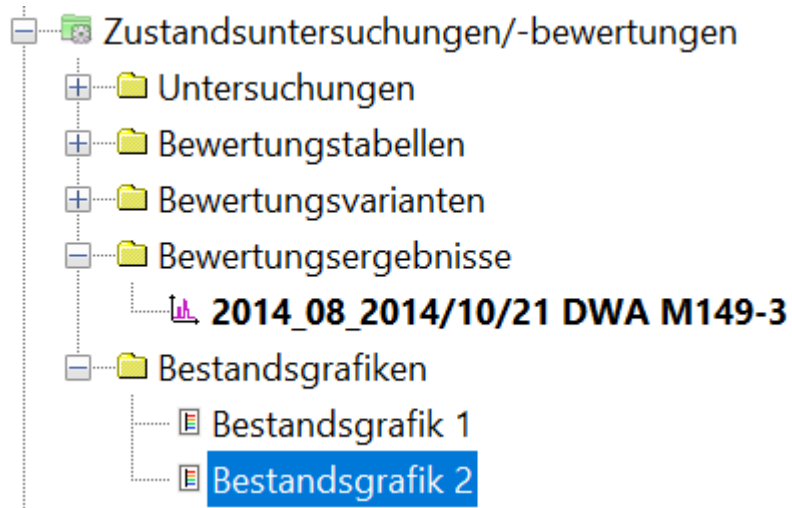 Zustandsuntersuchungen/-bewertungen
Untersuchungen
Bewertungstabellen
Bewertungsvarianten
Bewertungsergebnisse
2014_08_2014/10/21 DWA M149-3
Bestandsgrafiken
Bestandsgrafik 1
Bestandsgrafik 2